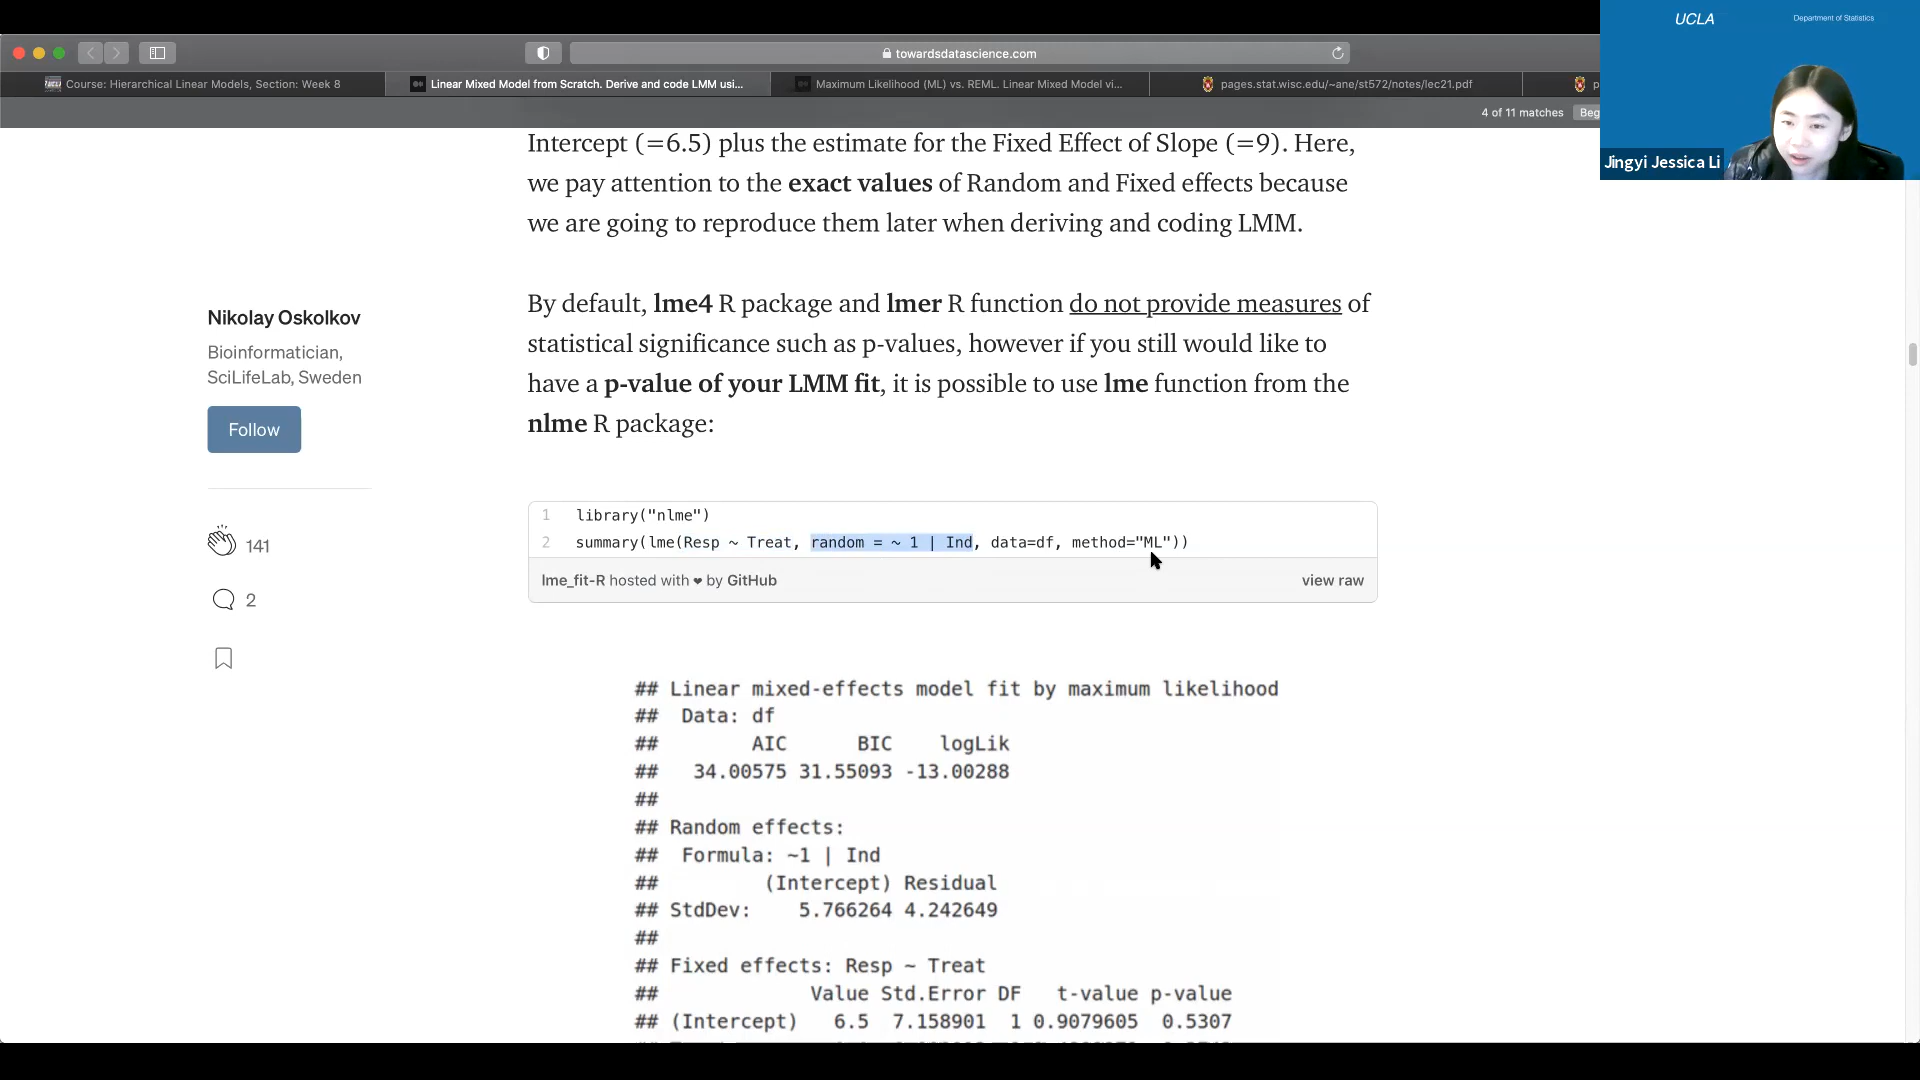 UCLA
Department of Statistics
towardsdatascience.com
Course: Hierarchical Linear Models, Section: Week 8
Linear Mixed Model from Scratch. Derive and code LMM usi...
Maximum Likelihood (ML) vs. REML. Linear Mixed Model vi...
pages.stat.wisc.edu/~ane/st572/notes/lec21.pdf
p
4 of 11 matches
Beg
Jingyi Jessica Li
Intercept (=6.5) plus the estimate for the Fixed Effect of Slope (=9). Here,
we pay attention to the exact values of Random and Fixed effects because
we are going to reproduce them later when deriving and coding LMM.
Nikolay Oskolkov
Bioinformatician,
SciLifeLab, Sweden
Follow
141
2
By default, lme4 R package and lmer R function do not provide measures of
statistical significance such as p-values, however if you still would like to
have a p-value of your LMM fit, it is possible to use lme function from the
nlme R package:
1 library("nlme")
2 summary(lme(Resp ~ Treat, random = ~ 1 | Ind, data=df, method="ML"))
lme_fit-R hosted with ❤ by GitHub
view raw
## Linear mixed-effects model fit by maximum likelihood
## Data: df
## AIC BIC logLik
## 34.00575 31.55093 -13.00288
##
## Random effects:
## Formula: ~1 | Ind
## (Intercept) Residual
## StdDev: 5.766264 4.242649
##
## Fixed effects: Resp ~ Treat
## Value Std.Error DF t-value p-value
## (Intercept) 6.5 7.158901 1 0.9079605 0.5307